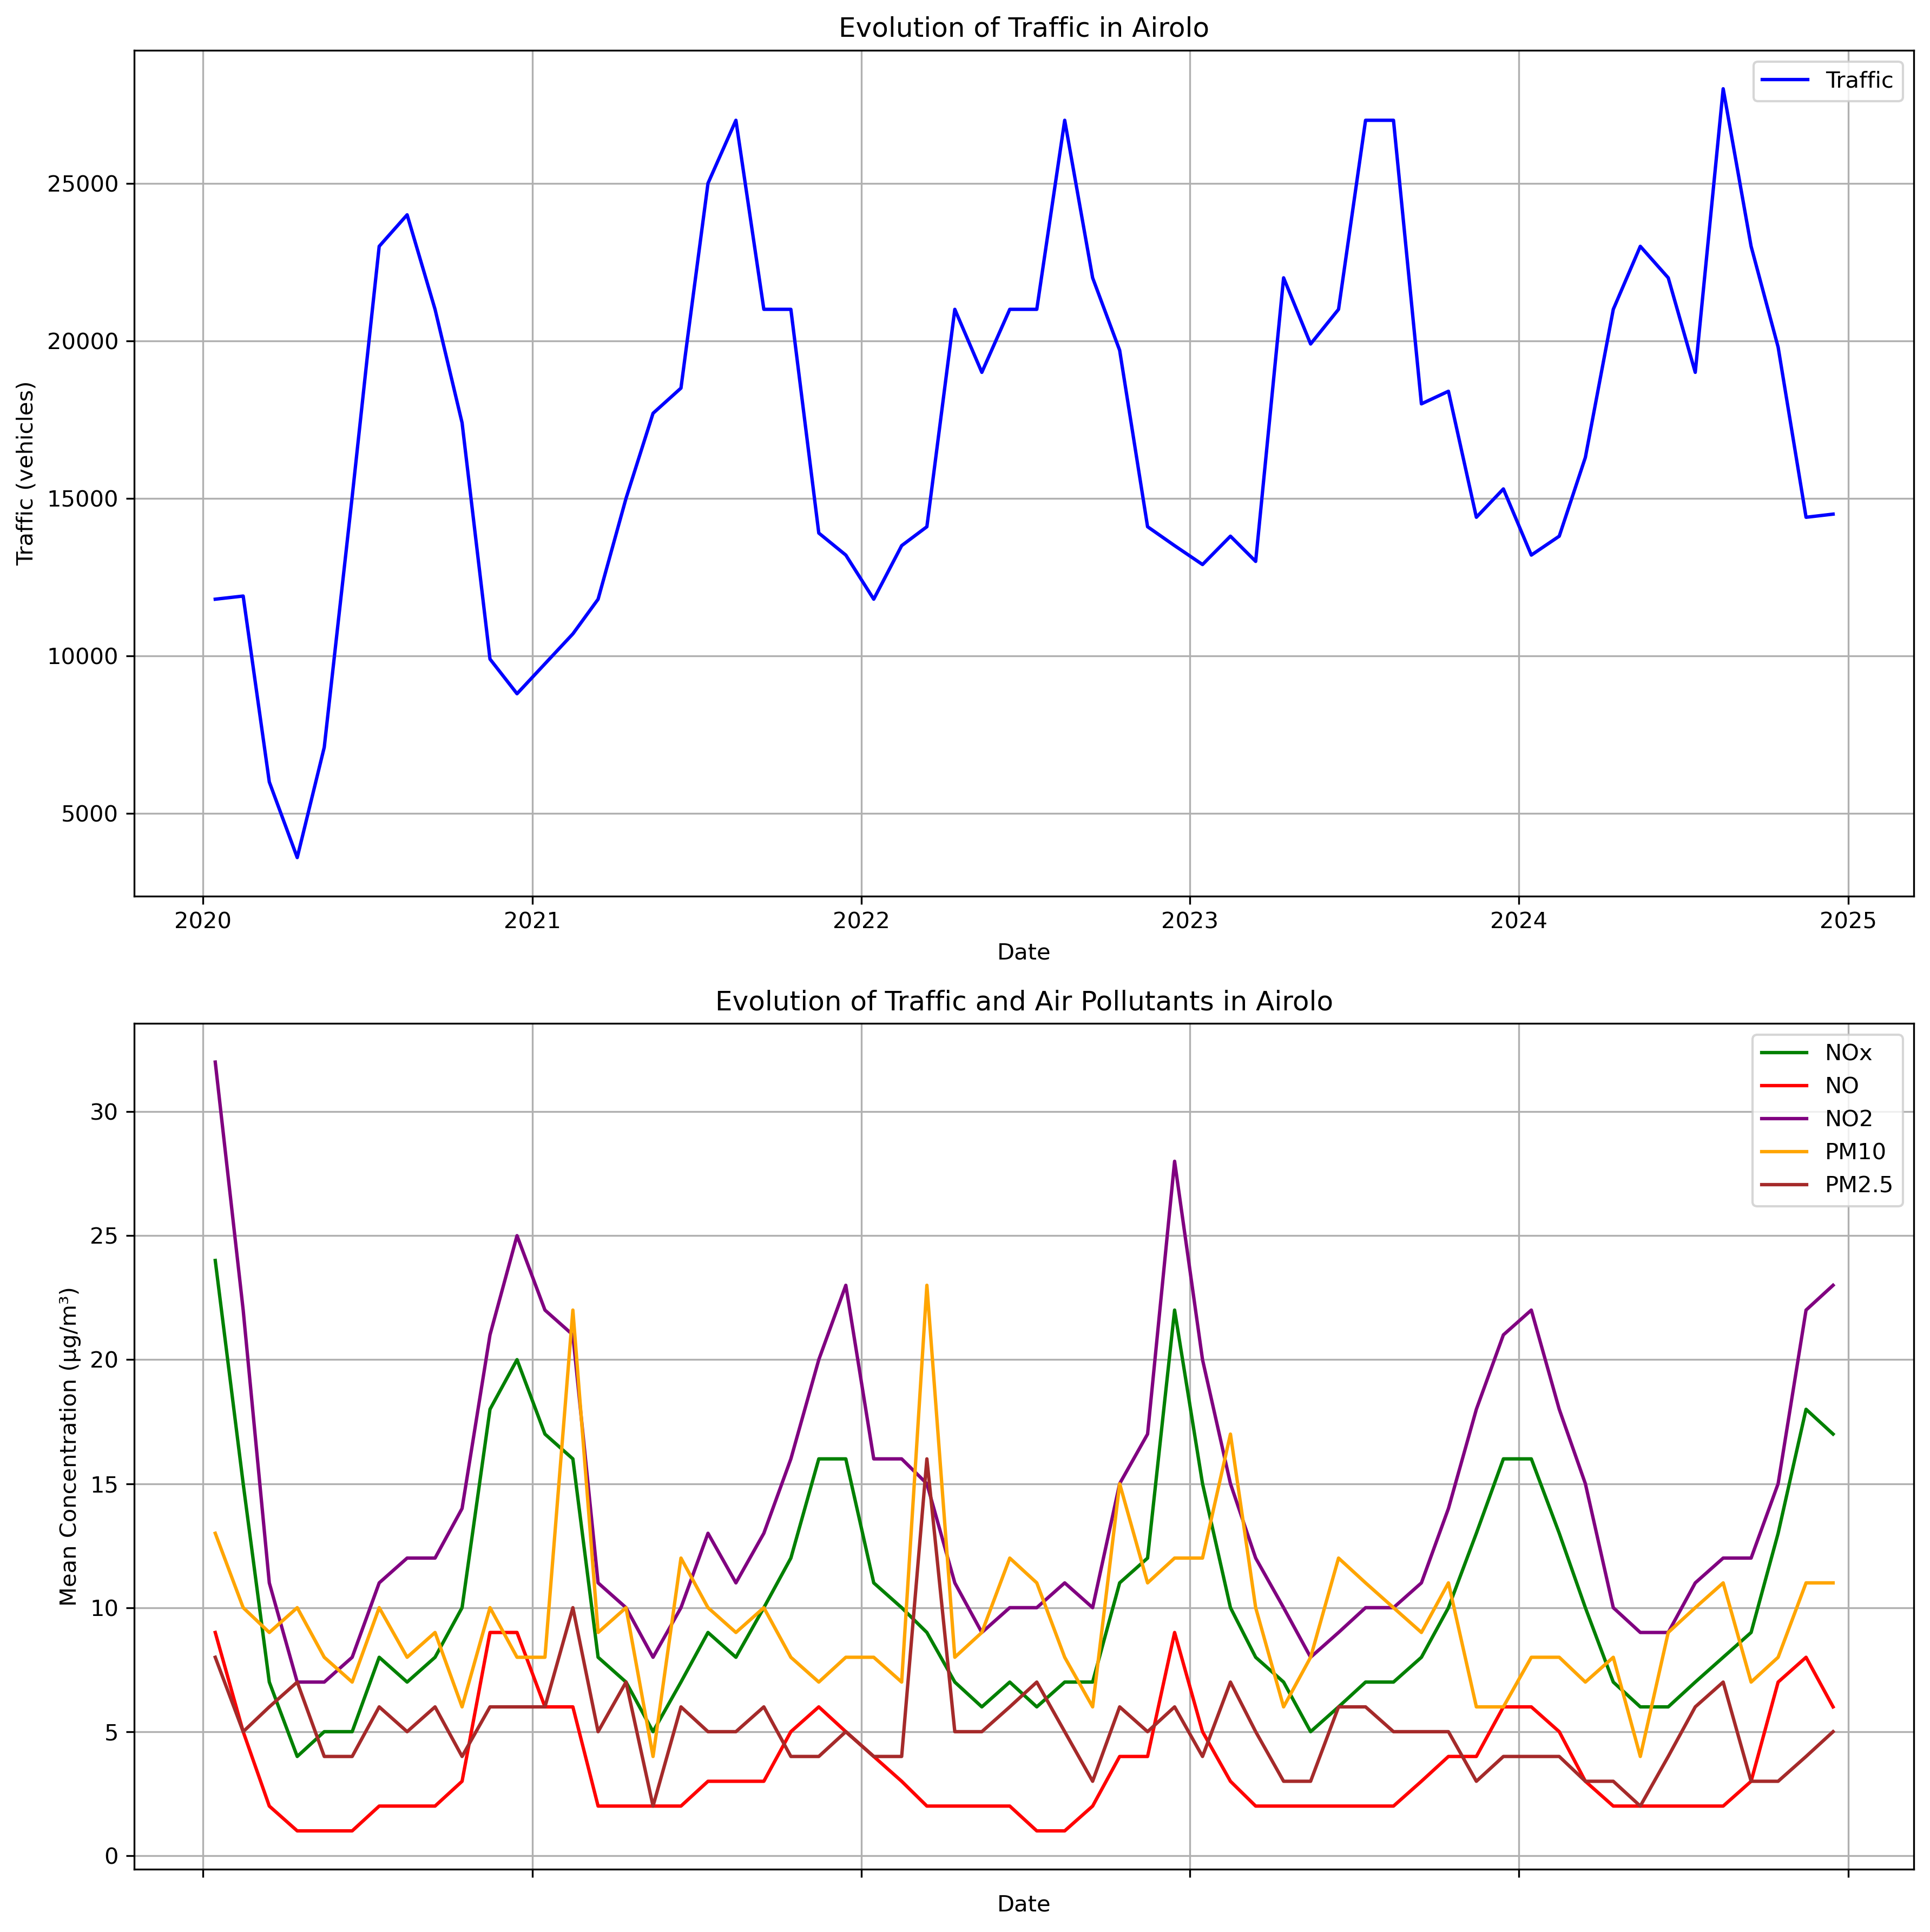 Evolution of Traffic in Airolo
Traffic
Traffic (vehicles)
25000
20000
15000
10000
5000
2020 2021 2022 2023 2024 2025
Date
Evolution of Traffic and Air Pollutants in Airolo
NOx
NO
NO2
PM10
PM2.5
Mean Concentration (µg/m³)
30
25
20
15
10
5
0
Date